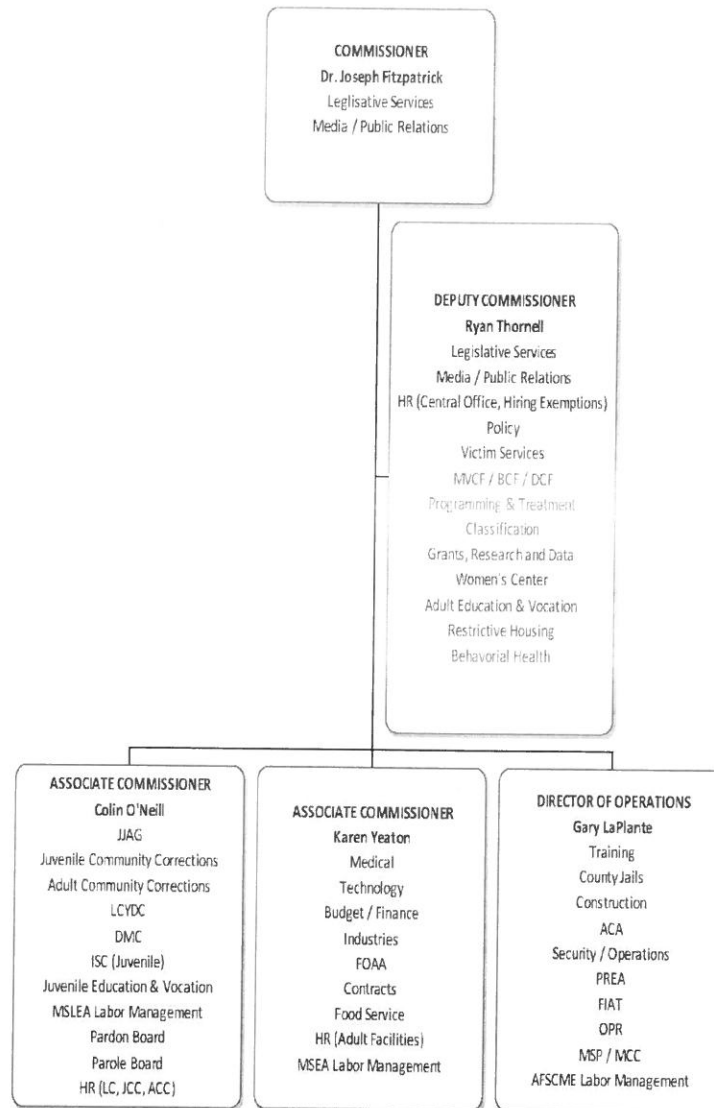 COMMISSIONER
Dr. Joseph Fitzpatrick
Leglisative Services
Media / Public Relations
DEPUTY COMMISSIONER
Ryan Thornell
Legislative Services
Media / Public Relations
HR (Central Office, Hiring Exemptions)
Policy
Victim Services
MVCF / BCF / DCF
Programming & Treatment
Classification
Grants, Research and Data
Women's Center
Adult Education & Vocation
Restrictive Housing
Behavorial Health
ASSOCIATE COMMISSIONER
Colin O'Neill
JJAG
Juvenile Community Corrections
Adult Community Corrections
LCYDC
DMC
ISC (Juvenile)
Juvenile Education & Vocation
MSLEA Labor Management
Pardon Board
Parole Board
HR (LC, JCC, ACC)
ASSOCIATE COMMISSIONER
Karen Yeaton
Medical
Technology
Budget / Finance
Industries
FOAA
Contracts
Food Service
HR (Adult Facilities)
MSEA Labor Management
DIRECTOR OF OPERATIONS
Gary LaPlante
Training
County Jails
Construction
ACA
Security / Operations
PREA
FIAT
OPR
MSP / MCC
AFSCME Labor Management